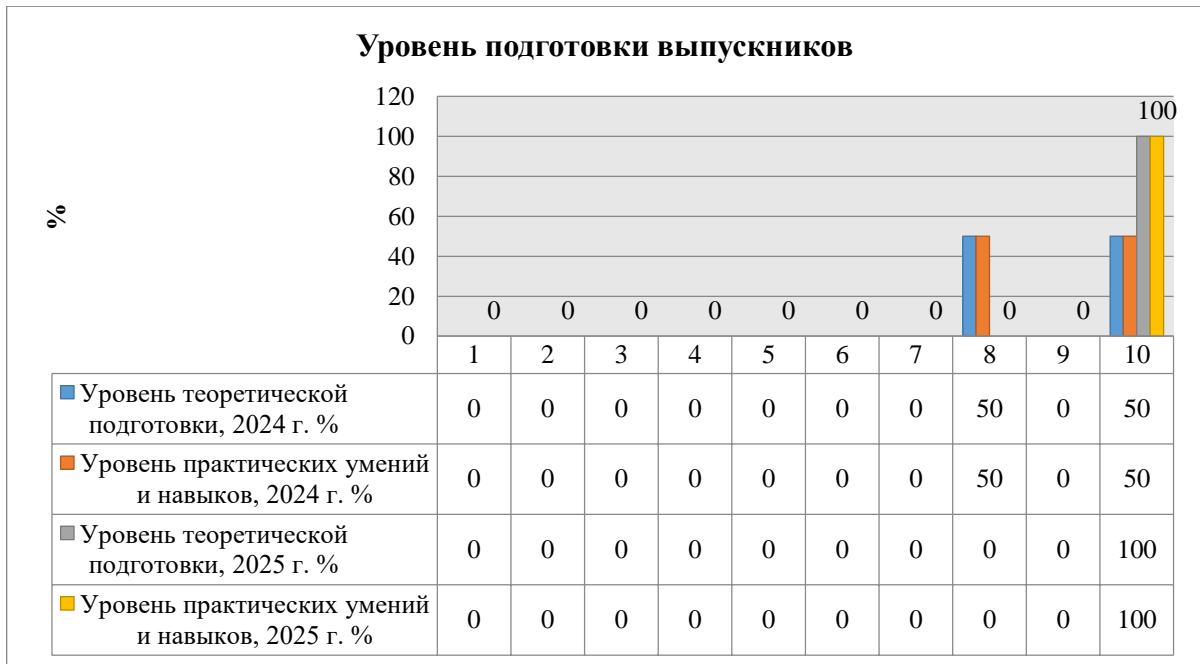 Уровень подготовки выпускников
%
120
100
80
60
40
20
0
100
0 0 0 0 0 0 0 0 0
1 2 3 4 5 6 7 8 9 10
Уровень теоретической
подготовки, 2024 г. %
0 0 0 0 0 0 0 50 0 50
Уровень практических умений
и навыков, 2024 г. %
0 0 0 0 0 0 0 50 0 50
Уровень теоретической
подготовки, 2025 г. %
0 0 0 0 0 0 0 0 0 100
Уровень практических умений
и навыков, 2025 г. %
0 0 0 0 0 0 0 0 0 100